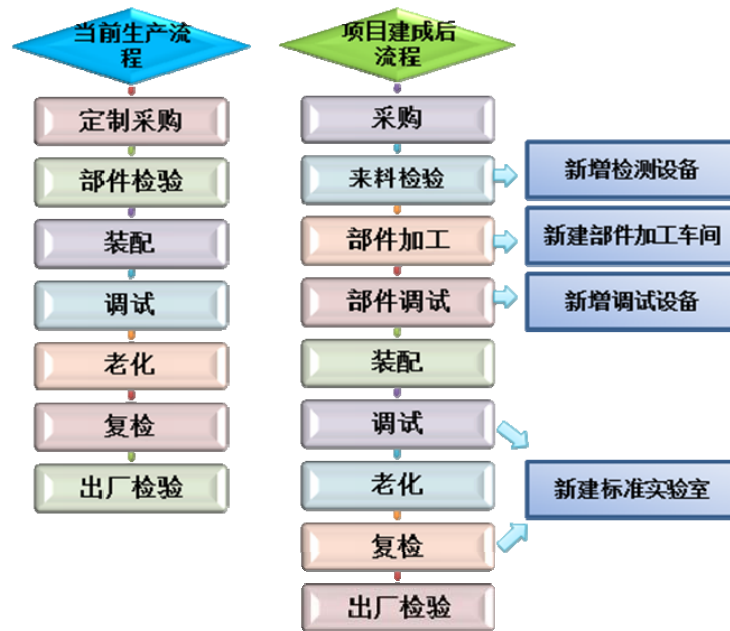 当前生产流
程
定制采购
部件检验
装配
调试
老化
复检
出厂检验
项目建成后
流程
采购
来料检验
部件加工
部件调试
装配
调试
老化
复检
出厂检验
新增检测设备
新建部件加工车间
新增调试设备
新建标准实验室